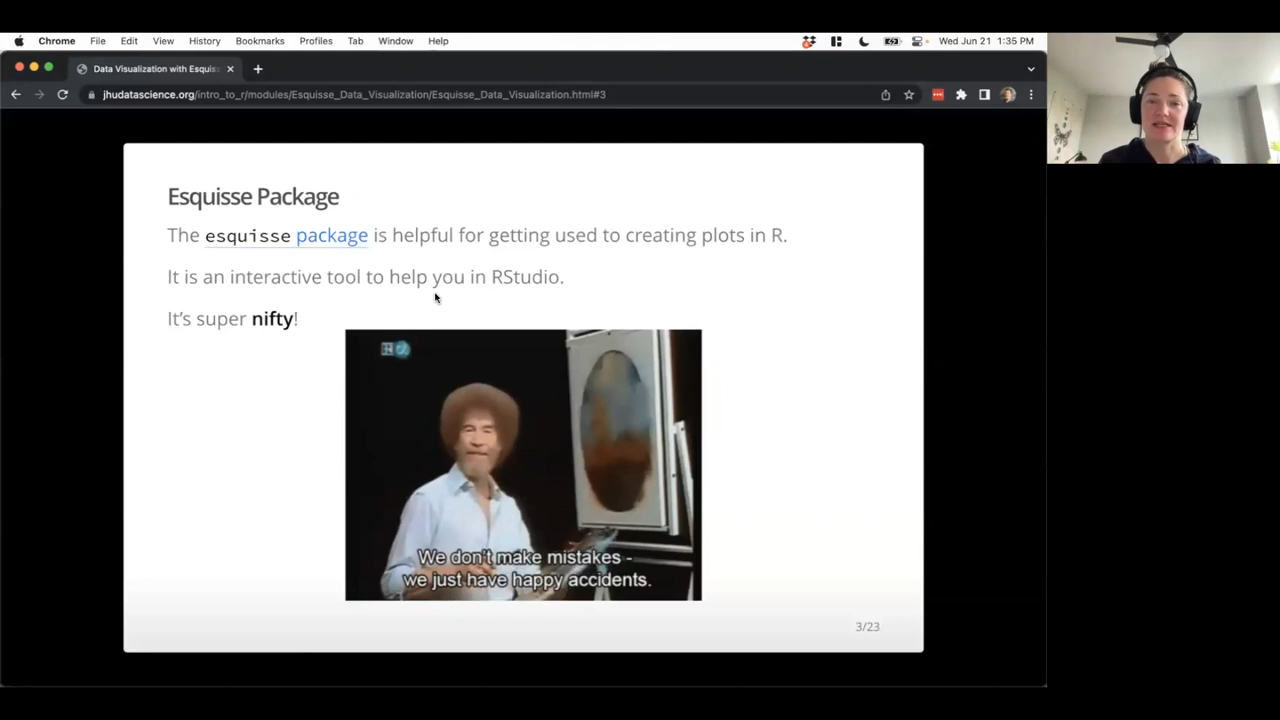 Chrome File Edit View History Bookmarks Profiles Tab Window Help Wed Jun 21 1:35 PM
Data Visualization with Esquis
jhudatascience.org/intro_to_r/modules/Esquisse_Data_Visualization/Esquisse_Data_Visualization.html#3
Esquisse Package
The esquisse package is helpful for getting used to creating plots in R.
It is an interactive tool to help you in RStudio.
It's super nifty!
We don't make mistakes -
we just have happy accidents.
3/23